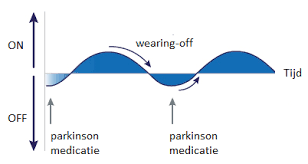 ON
wearing-off
Tijd
OFF
parkinson
medicatie
parkinson
medicatie